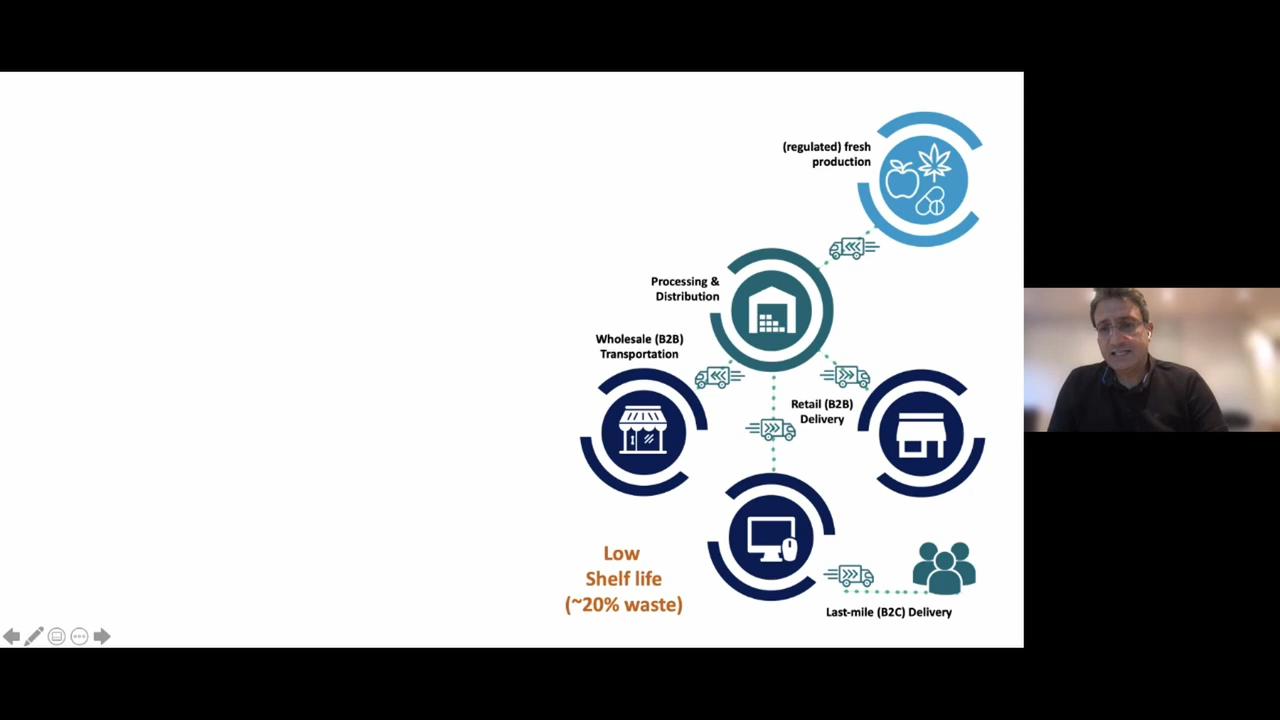 (regulated) fresh
production
Processing &
Distribution
Wholesale (B2B)
Transportation
Retail (B2B)
Delivery
Low
Shelf life
(~20% waste)
Last-mile (B2C) Delivery